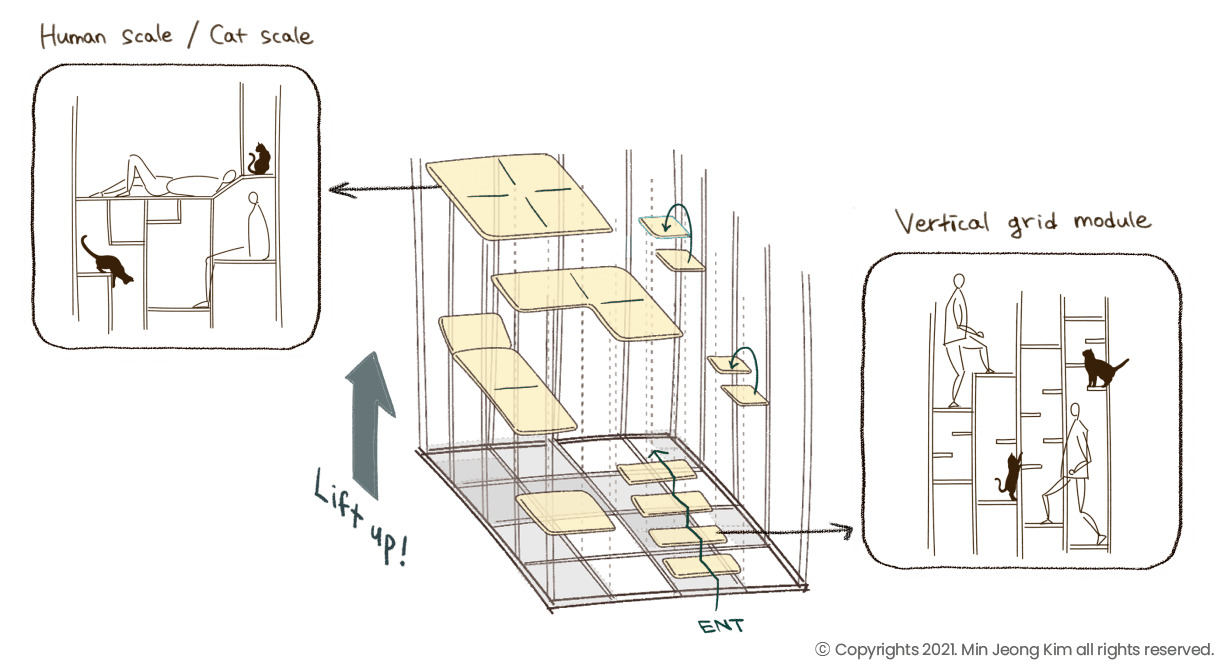 Human scale / Cat scale
Vertical grid module
Lift up!
ENT
ⓒ Copyrights 2021. Min Jeong Kim all rights reserved.